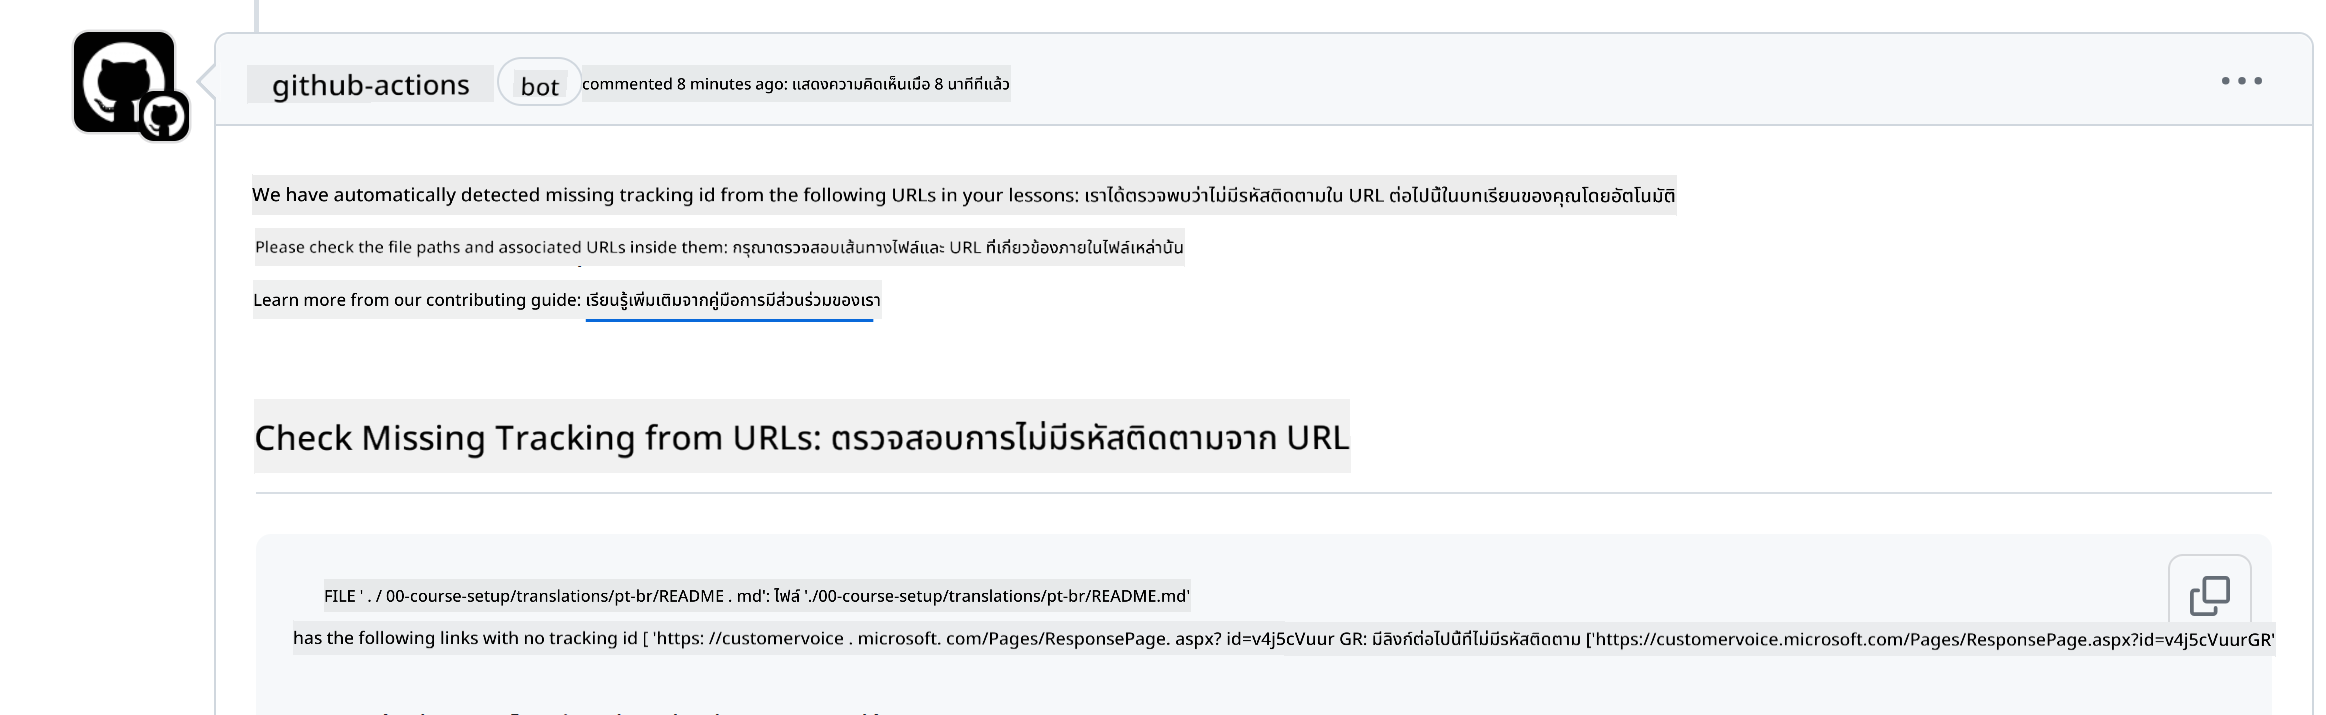 github-actions bot commented 8 minutes ago: แสดงความคิดเห็นเมื่อ 8 นาทีที่แล้ว
We have automatically detected missing tracking id from the following URLs in your lessons: เราได้ตรวจพบว่าไม่มีรหัสติดตามใน URL ต่อไปนี้ในบทเรียนของคุณโดยอัตโนมัติ
Please check the file paths and associated URLs inside them: กรุณาตรวจสอบเส้นทางไฟล์และ URL ที่เกี่ยวข้องภายในไฟล์เหล่านั้น
Learn more from our contributing guide: เรียนรู้เพิ่มเติมจากคู่มือการมีส่วนร่วมของเรา
Check Missing Tracking from URLs: ตรวจสอบการไม่มีรหัสติดตามจาก URL
FILE ' . / 00-course-setup/translations/pt-br/README . md': ไฟล์ './00-course-setup/translations/pt-br/README.md'
has the following links with no tracking id [ 'https: //customervoice . microsoft. com/Pages/ResponsePage. aspx? id=v4j5cVuur GR: มีลิงก์ต่อไปนี้ที่ไม่มีรหัสติดตาม ['https://customervoice.microsoft.com/Pages/ResponsePage.aspx?id=v4j5cVuurGR'